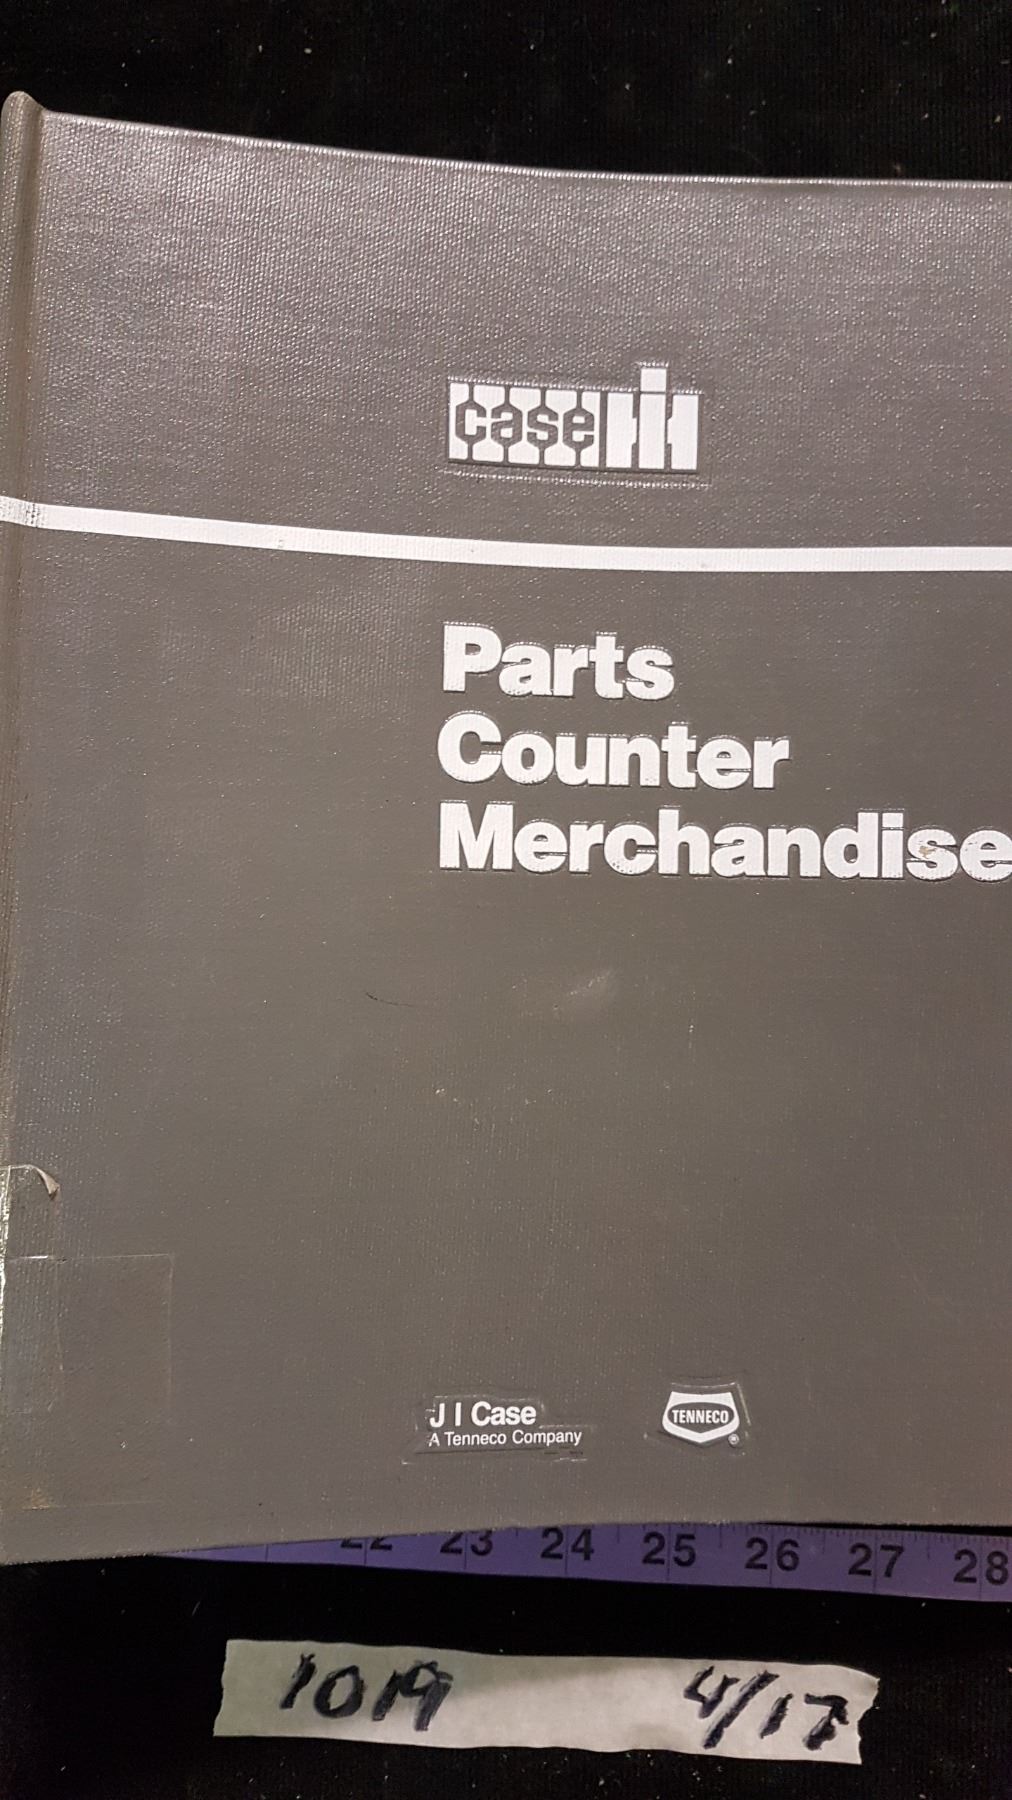 case IH
Parts
Counter
Merchandise
J I Case
A Tenneco Company
TENNECO
®
22 23 24 25 26 27 28
1019 4/17